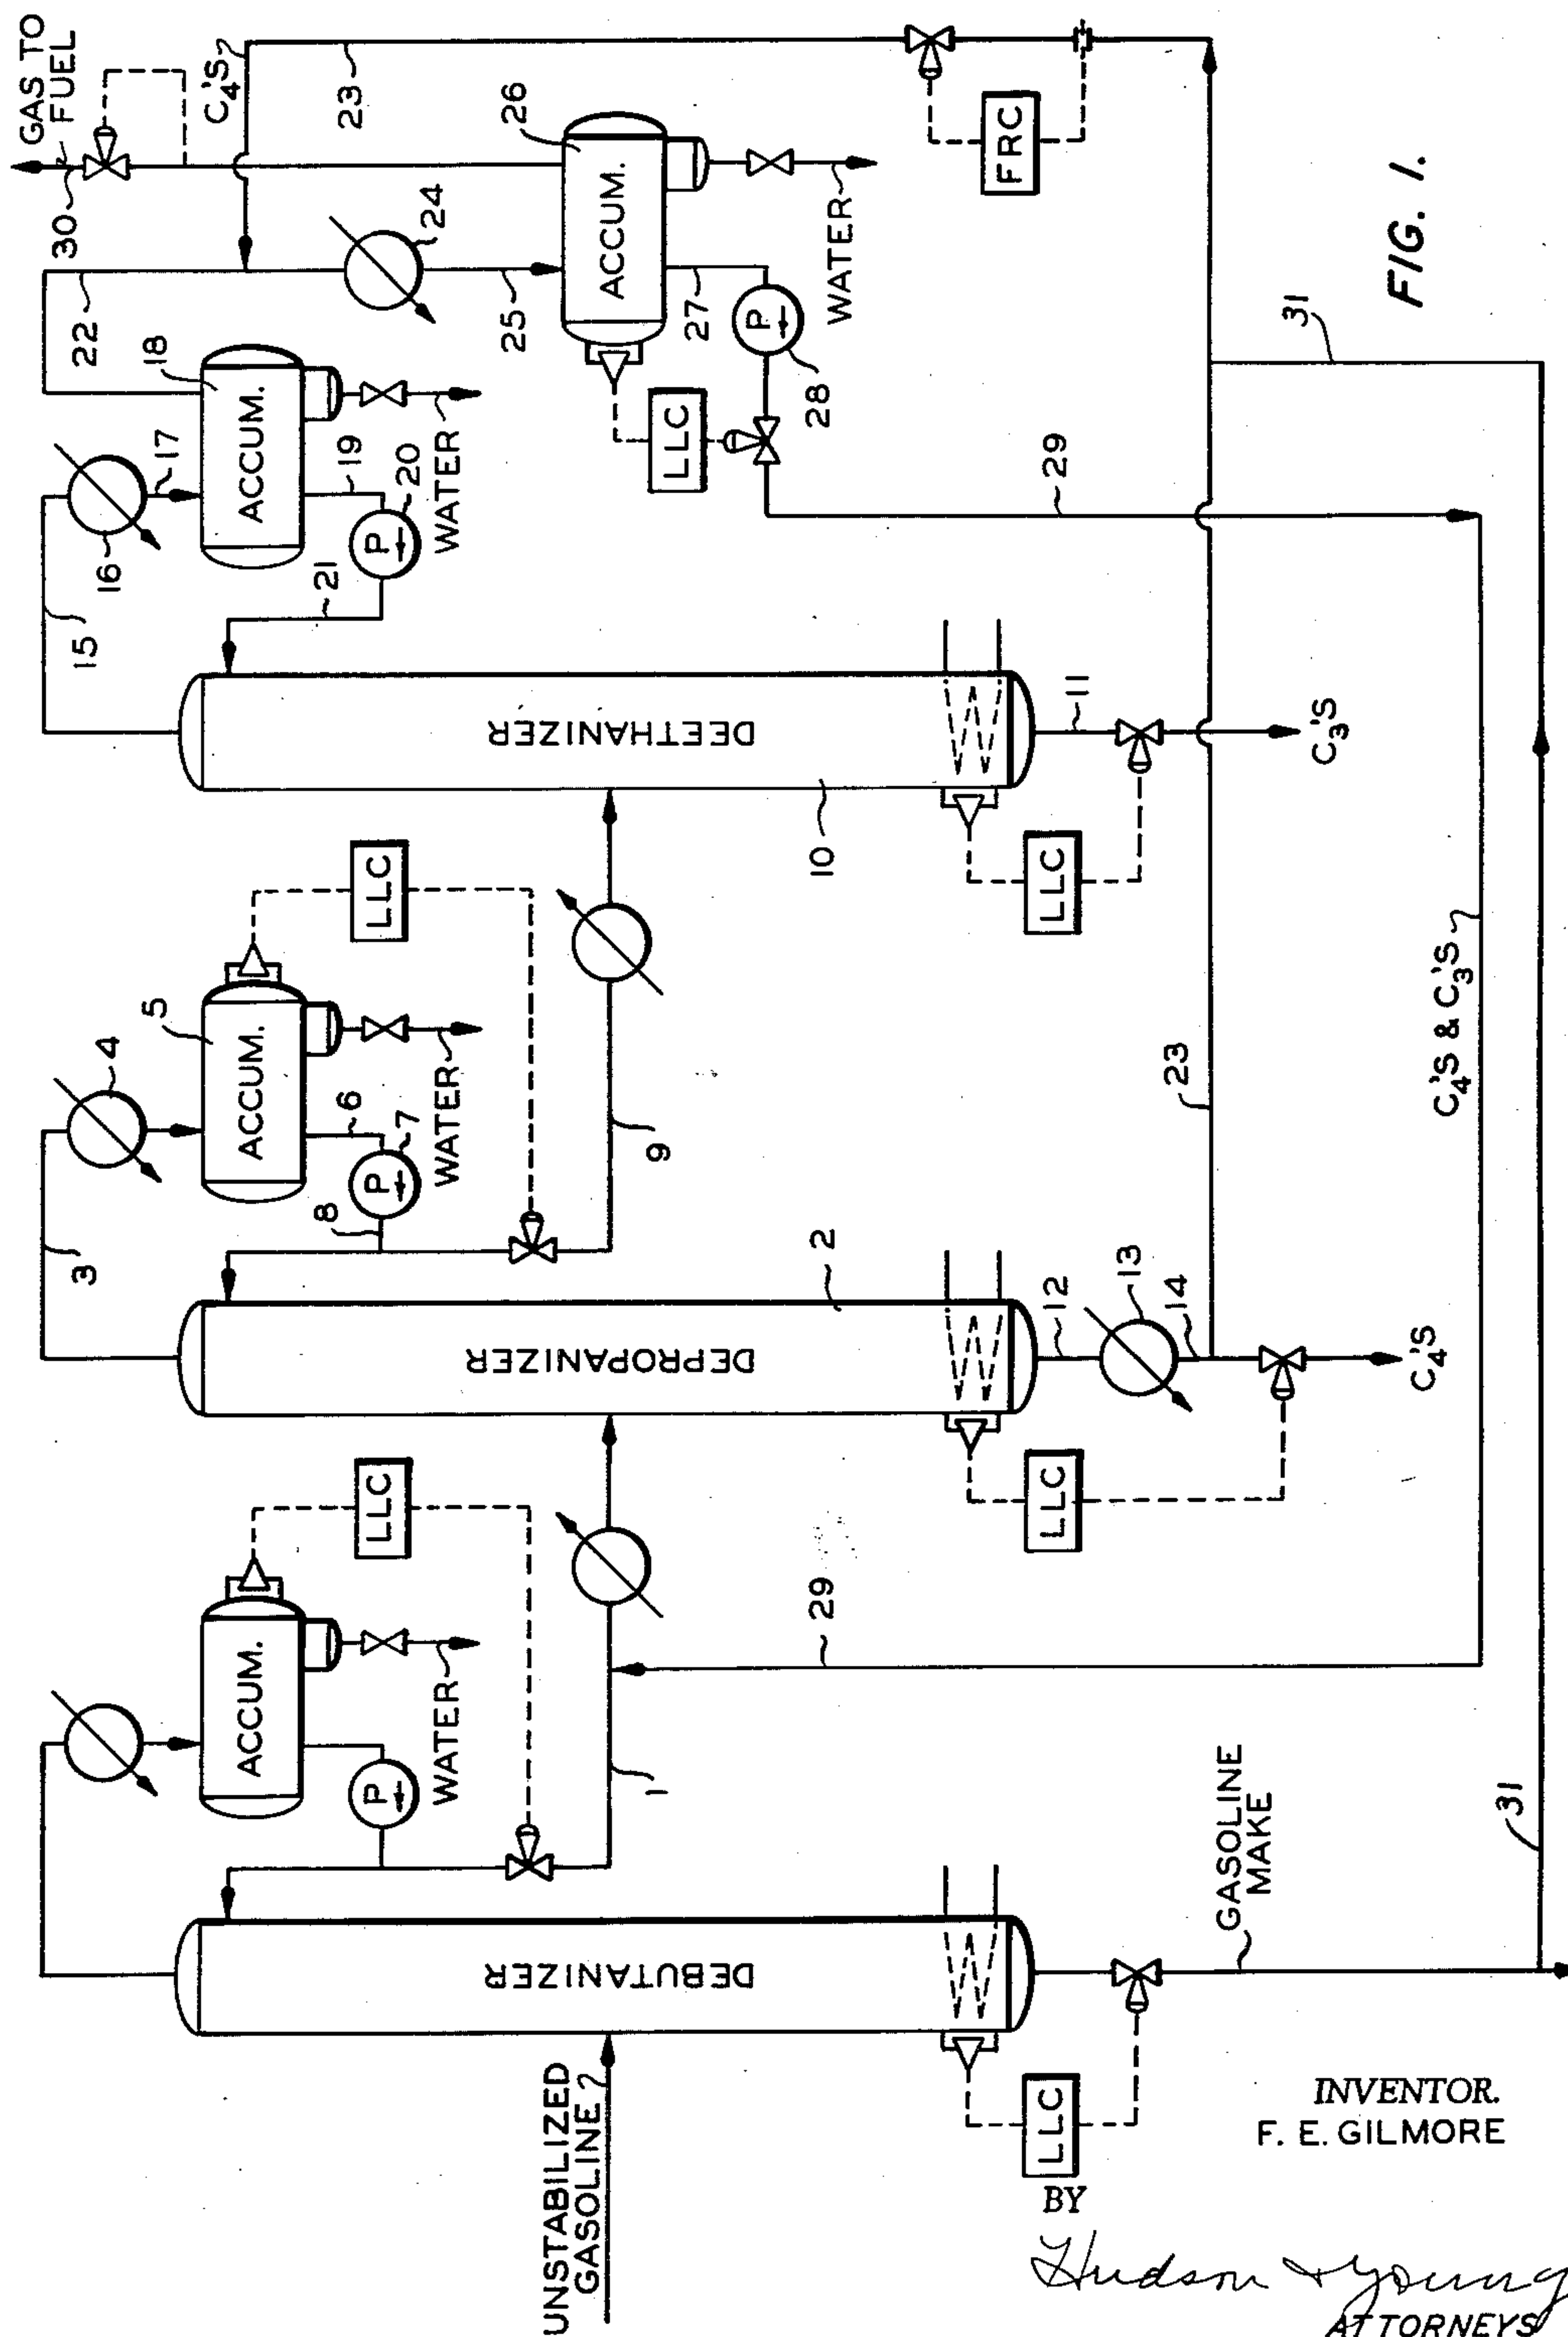 GAS TO
FUEL
30
C4'S
23
22
24
26
18
25
ACCUM.
27
P
28
WATER
FRC
LLC
16
17
ACCUM.
19
20
P
WATER
21
15
29
31
FIG. 1.
DEETHANIZER
10
11
LLC
C3'S
LLC
5
4
ACCUM.
6
7
P
WATER
8
3
9
2
DEPROPANIZER
12
13
14
23
LLC
C4'S
C4'S & C3'S
LLC
ACCUM.
P
WATER
1
29
DEBUTANIZER
GASOLINE
MAKE
31
LLC
UNSTABILIZED
GASOLINE
INVENTOR.
F. E. GILMORE
BY
Hudson & Young
ATTORNEYS